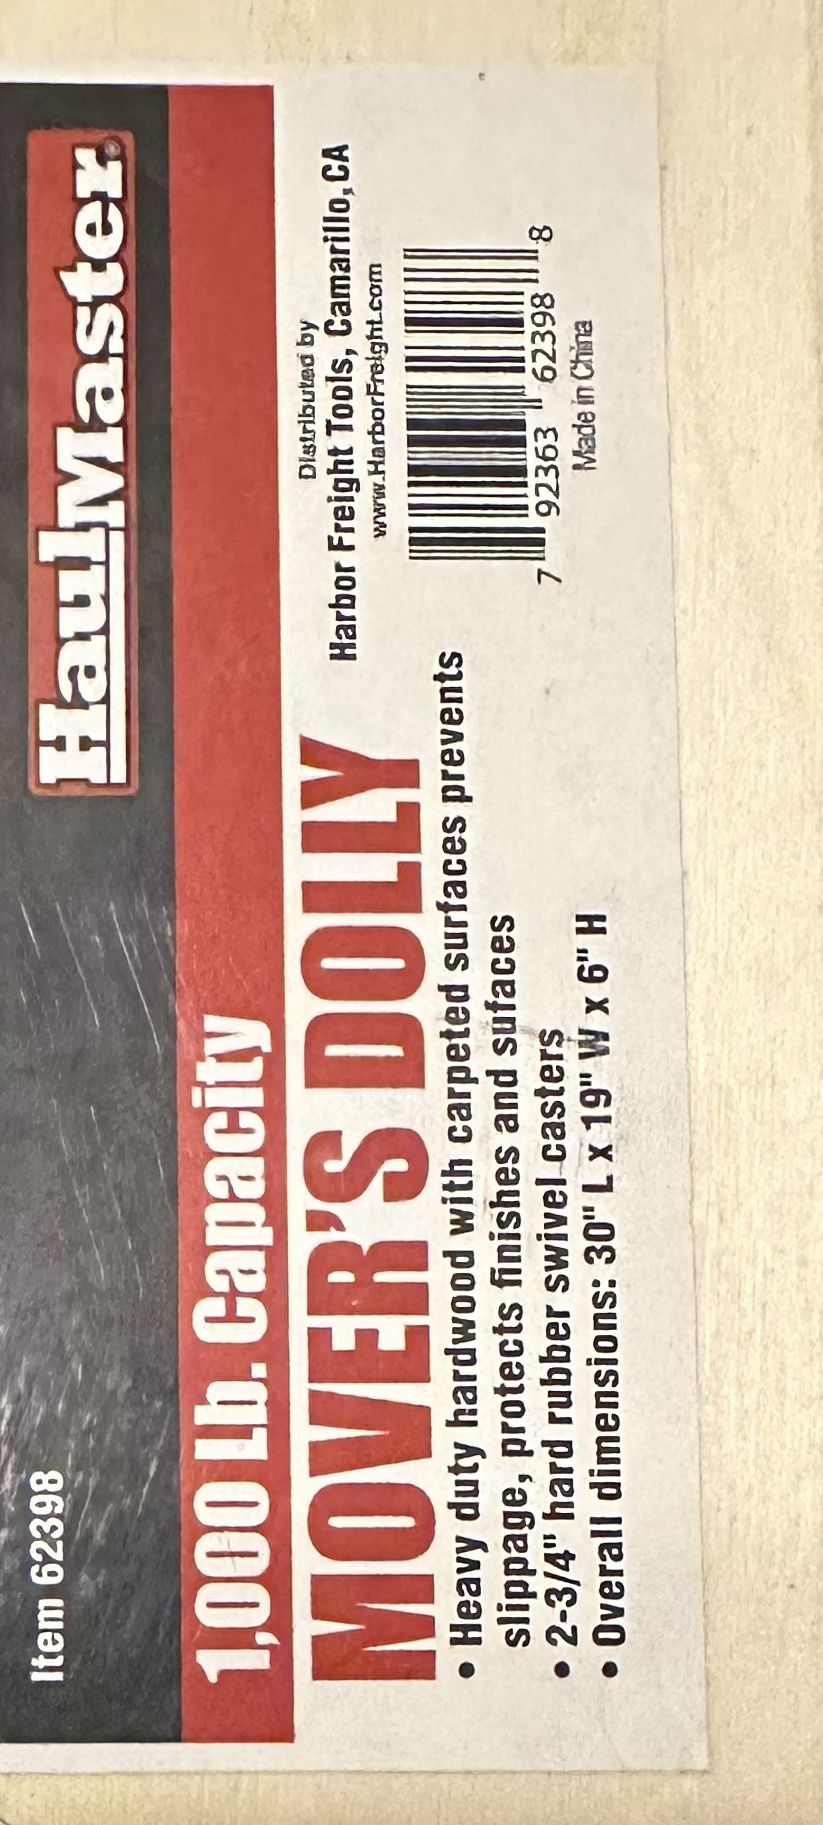 Item 62398
HaulMaster®
1,000 Lb. Capacity
MOVER'S DOLLY
• Heavy duty hardwood with carpeted surfaces prevents
slippage, protects finishes and sufaces
• 2-3/4" hard rubber swivel casters
• Overall dimensions: 30" L x 19" W x 6" H
Distributed by
Harbor Freight Tools, Camarillo, CA
www.HarborFreight.com
7 92363 62398 8
Made in China